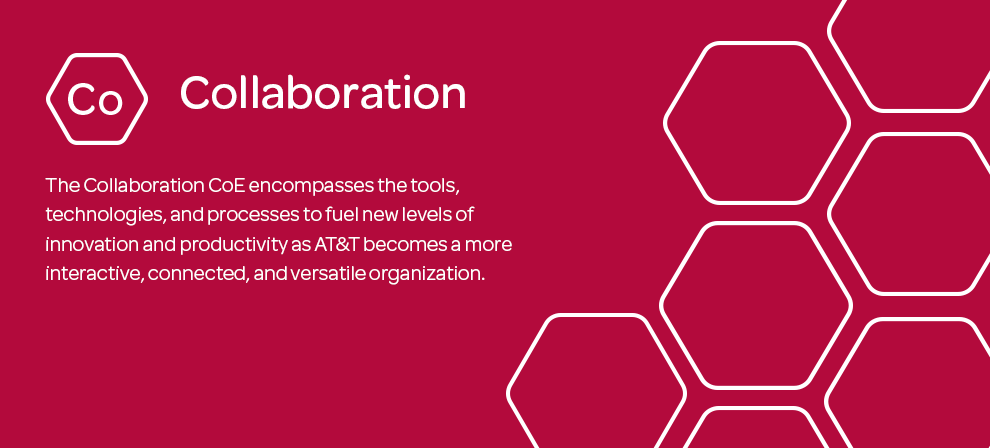 Co
Collaboration
The Collaboration CoE encompasses the tools,
technologies, and processes to fuel new levels of
innovation and productivity as AT&T becomes a more
interactive, connected, and versatile organization.